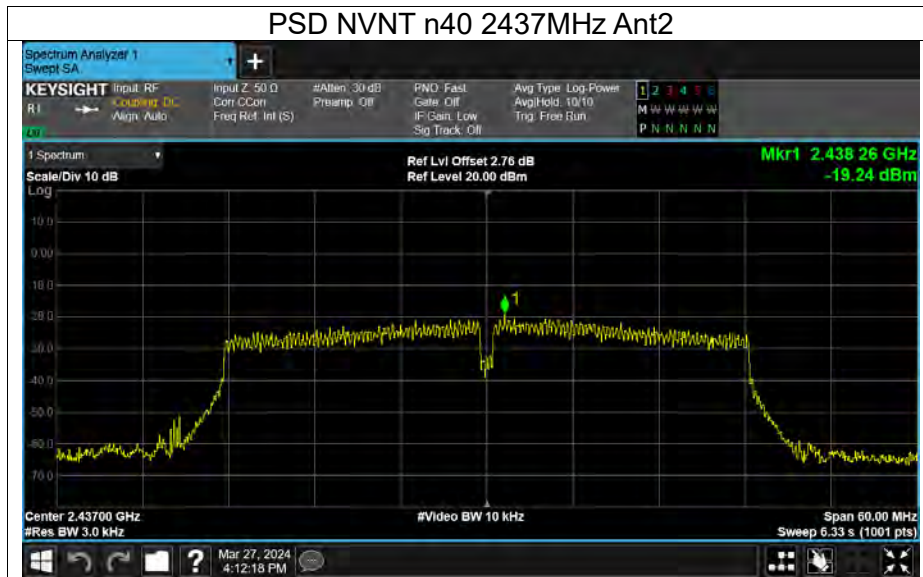 PSD NVNT n40 2437MHz Ant2
Spectrum Analyzer 1
Swept SA
+
KEYSIGHT Input: RF Input Z: 50 Ω #Atten: 30 dB PNO: Fast Avg Type: Log-Power 1 2 3 4 5 6
Coupling: DC Corr CCorr Preamp: Off Gate: Off Avg|Hold: 10/10 M W W W W W
Align: Auto Freq Ref: Int (S) IF Gain: Low Trig: Free Run
Sig Track: Off P N N N N N
1 Spectrum Ref Lvl Offset 2.76 dB Mkr1 2.438 26 GHz
Scale/Div 10 dB Ref Level 20.00 dBm -19.24 dBm
Log
10.0
0.00
-10.0
-20.0
-30.0
-40.0
-50.0
-60.0
-70.0
1
Center 2.43700 GHz #Video BW 10 kHz Span 60.00 MHz
#Res BW 3.0 kHz Sweep 6.33 s (1001 pts)
? Mar 27, 2024
4:12:18 PM